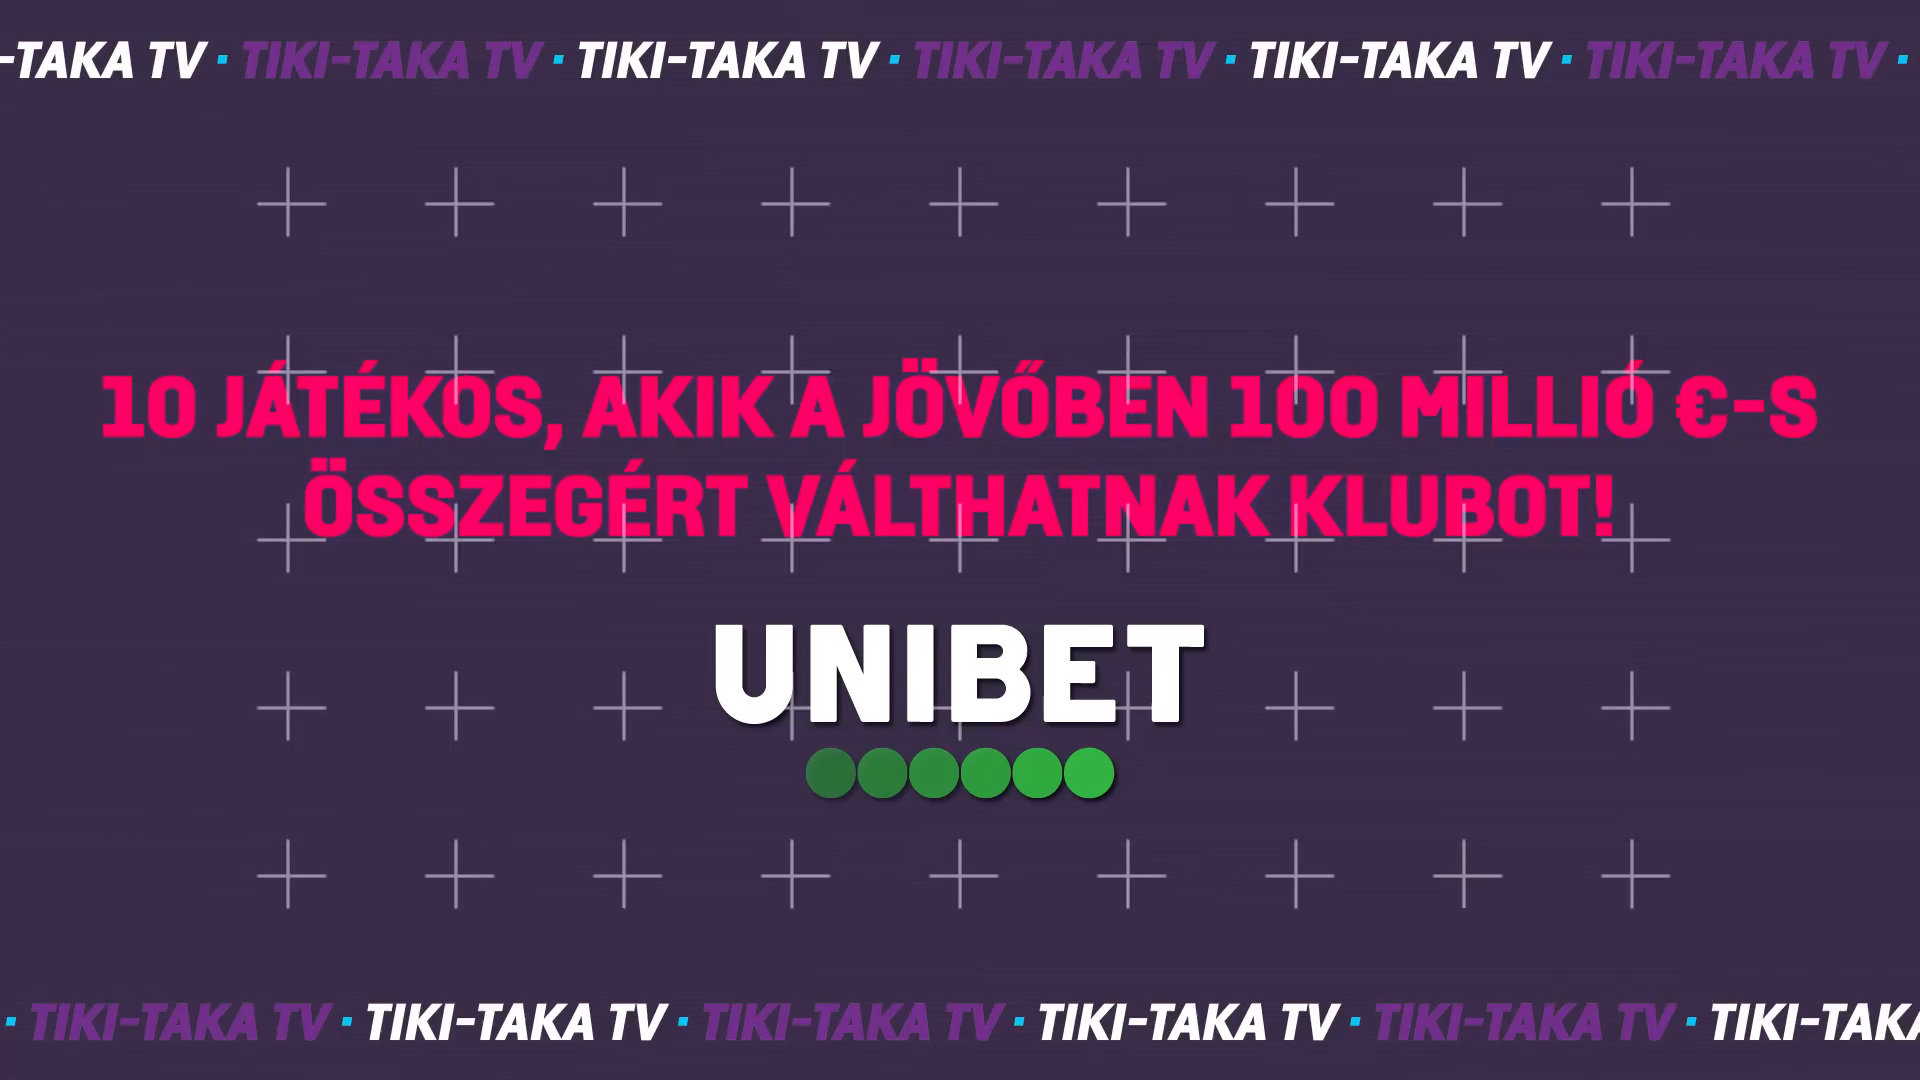 -TAKA TV · TIKI-TAKA TV · TIKI-TAKA TV · TIKI-TAKA TV · TIKI-TAKA TV · TIKI-TAKA TV ·
10 JÁTÉKOS, AKIK A JÖVŐBEN 100 MILLIÓ €-S
ÖSSZEGÉRT VÁLTHATNAK KLUBOT!
UNIBET
· TIKI-TAKA TV · TIKI-TAKA TV · TIKI-TAKA TV · TIKI-TAKA TV · TIKI-TAKA TV · TIKI-TAKA